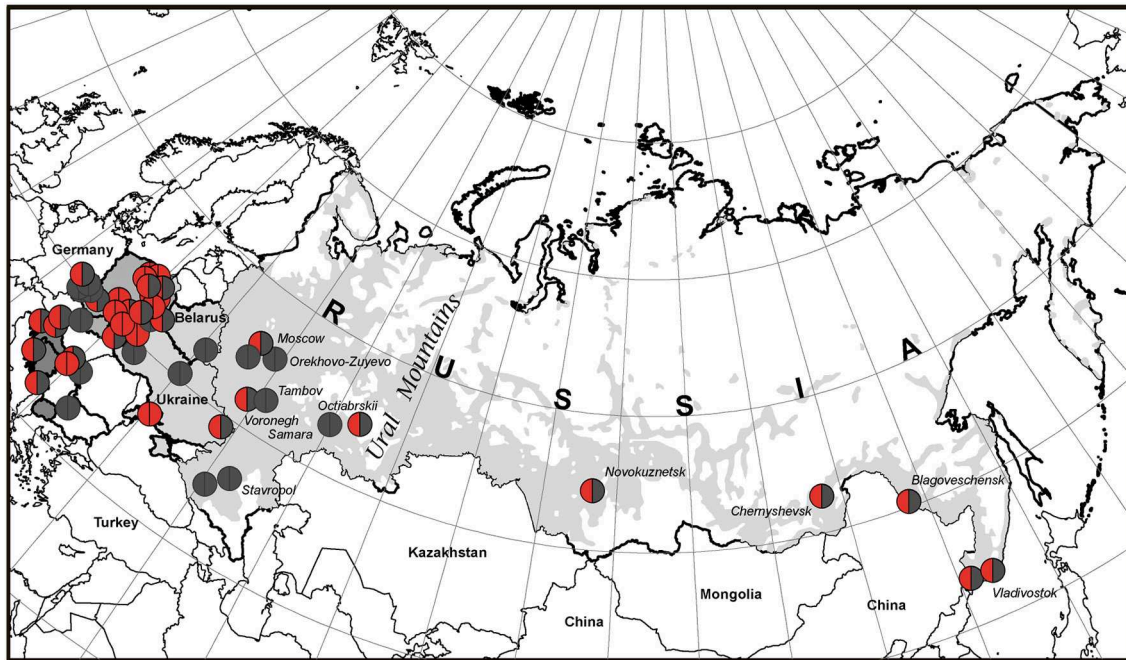 Germany
Belarus
Ukraine
Turkey
Moscow
Orekhovo-Zuyevo
Tambov
Voronegh
Octiabrskii
Samara
Stavropol
Ural Mountains
R U S S I A
Novokuznetsk
Chernyshevsk
Blagoveschensk
Vladivostok
Kazakhstan
Mongolia
China
China